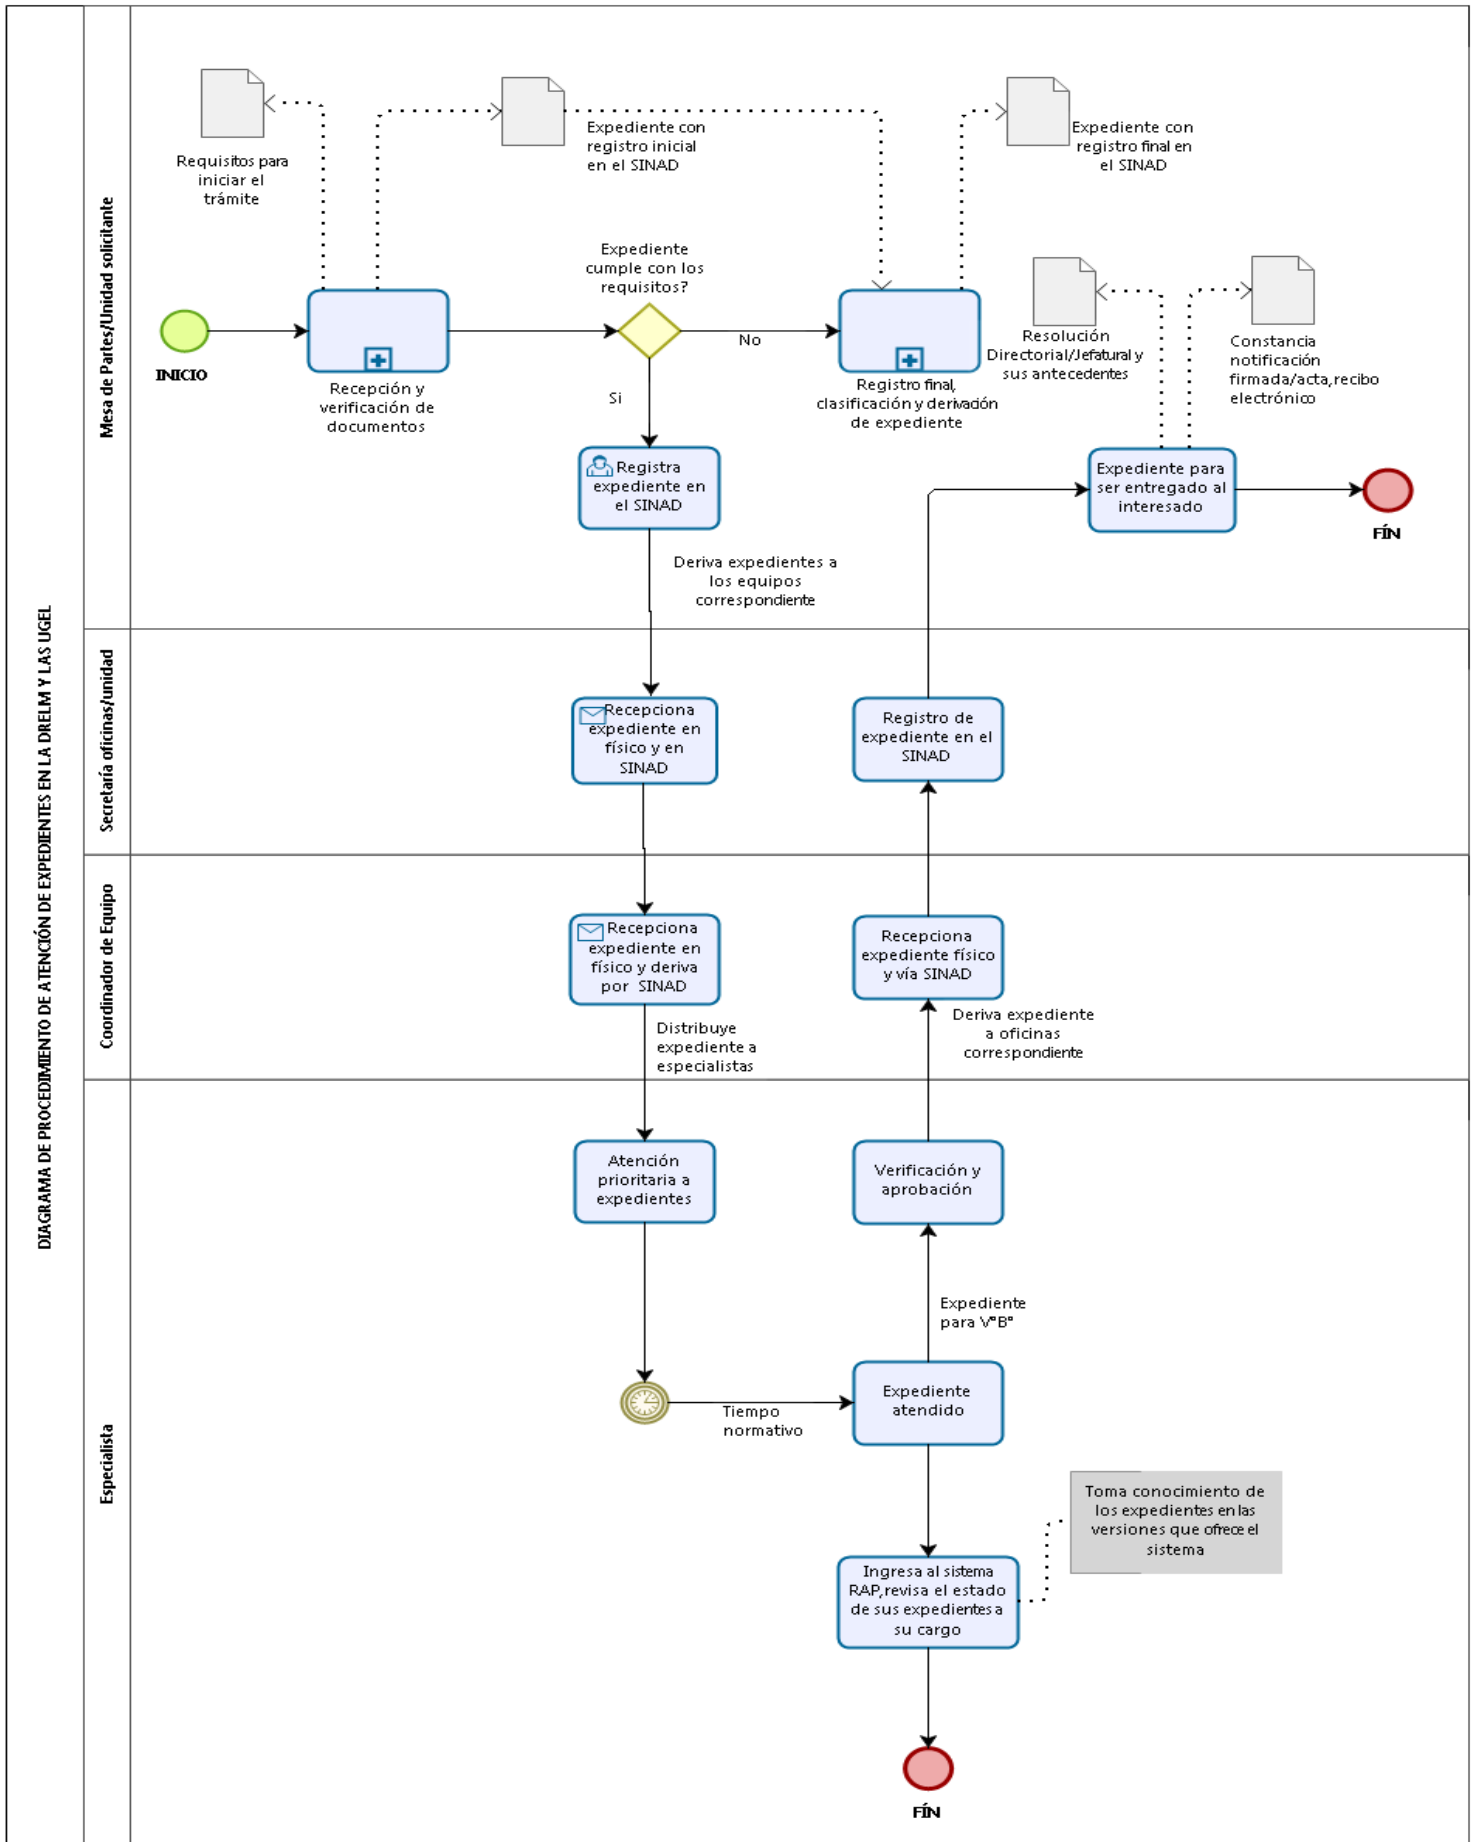 DIAGRAMA DE PROCEDIMIENTO DE ATENCIÓN DE EXPEDIENTES EN LA DRELM Y LAS UGEL
Mesa de Partes/Unidad solicitante
Requisitos para
iniciar el
trámite
Expediente con
registro inicial
en el SINAD
Expediente con
registro final en
el SINAD
INICIO
Recepción y
verificación de
documentos
Expediente
cumple con los
requisitos?
No
Si
Registro final,
clasificación y derivación
de expediente
Resolución
Directorial/Jefatural y
sus antecedentes
Constancia
notificación
firmada/acta,recibo
electrónico
Registra
expediente en
el SINAD
Expediente para
ser entregado al
interesado
FÍN
Deriva expedientes a
los equipos
correspondiente
Secretaría oficinas/unidad
Recepciona
expediente en
físico y en
SINAD
Registro de
expediente en el
SINAD
Coordinador de Equipo
Recepciona
expediente en
físico y deriva
por SINAD
Recepciona
expediente físico
y vía SINAD
Distribuye
expediente a
especialistas
Deriva expediente
a oficinas
correspondiente
Especialista
Atención
prioritaria a
expedientes
Verificación y
aprobación
Expediente
para V°B°
Tiempo
normativo
Expediente
atendido
Toma conocimiento de
los expedientes en las
versiones que ofrece el
sistema
Ingresa al sistema
RAP,revisa el estado
de sus expedientes a
su cargo
FÍN